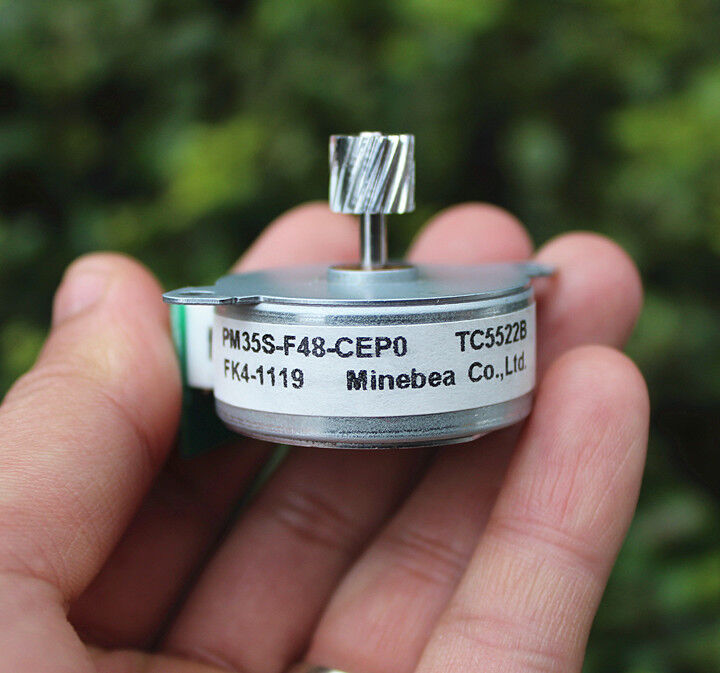 PM35S-F48-CEP0 TC5522B
FK4-1119 Minebea Co.,Ltd.